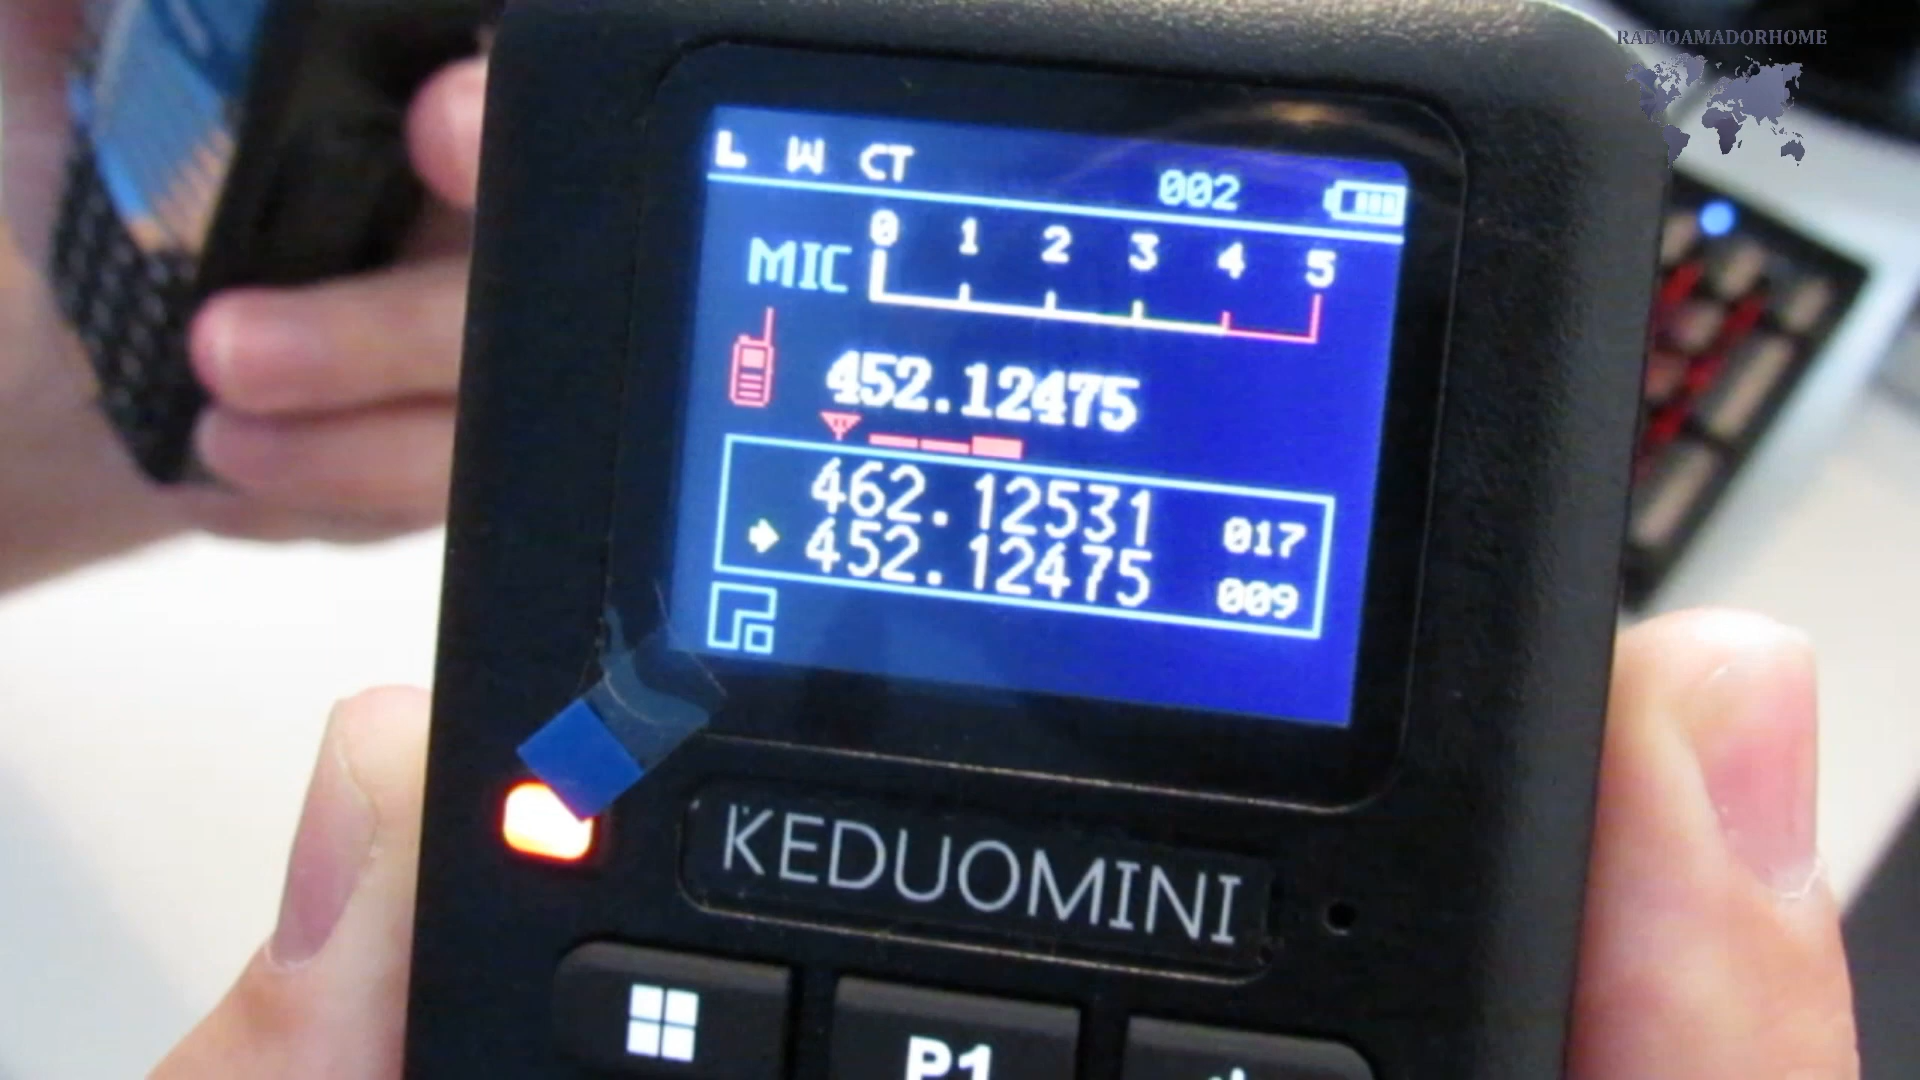 RADIOAMADORHOME
L W CT 002
0 1 2 3 4 5
MIC
452.12475
462.12531 017
452.12475 009
KEDUOMINI
P1